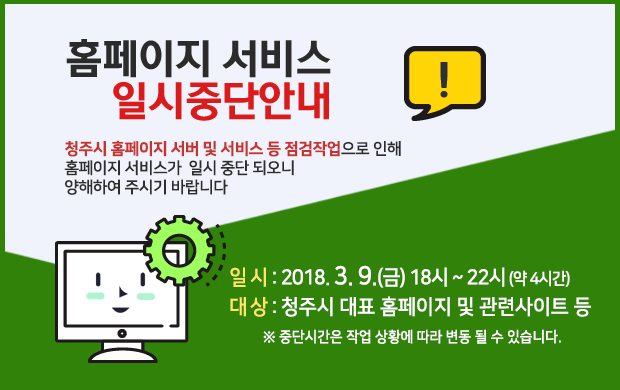 홈페이지 서비스
일시중단안내
!
청주시 홈페이지 서버 및 서비스 등 점검작업으로 인해
홈페이지 서비스가 일시 중단 되오니
양해하여 주시기 바랍니다
일 시 : 2018. 3. 9.(금) 18시 ~ 22시 (약 4시간)
대 상 : 청주시 대표 홈페이지 및 관련사이트 등
※ 중단시간은 작업 상황에 따라 변동 될 수 있습니다.